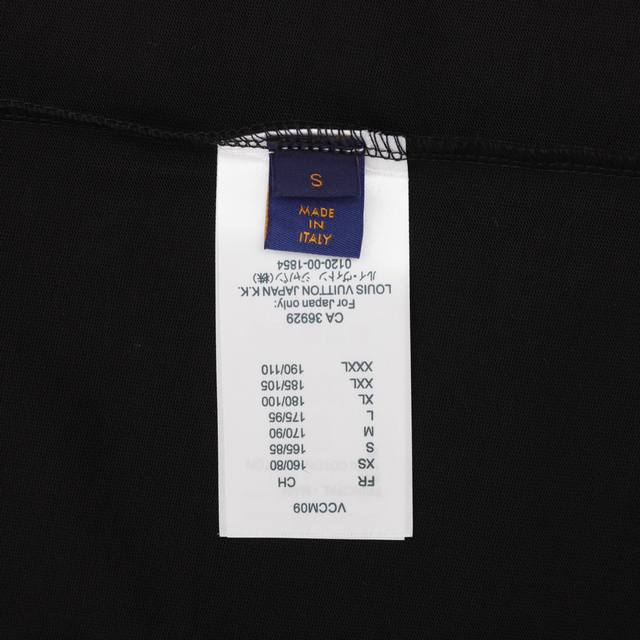 S
MADE
IN
ITALY
VCCM09
FR CH
XS 160/80
S 165/85
M 170/90
L 175/95
XL 180/100
XXL 185/105
XXXL 190/110
CA 36929
For Japan only:
LOUIS VUITTON JAPAN K.K.
ルイ・ヴィトン ジャパン(株)
0120-00-1854